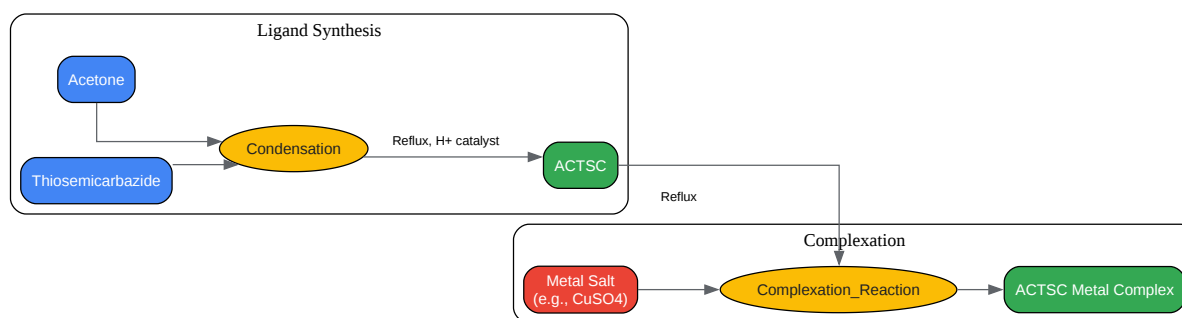 Ligand Synthesis
Acetone
Condensation
Reflux, H+ catalyst
Thiosemicarbazide
ACTSC
Reflux
Complexation
Metal Salt
(e.g., CuSO4)
Complexation_Reaction
ACTSC Metal Complex